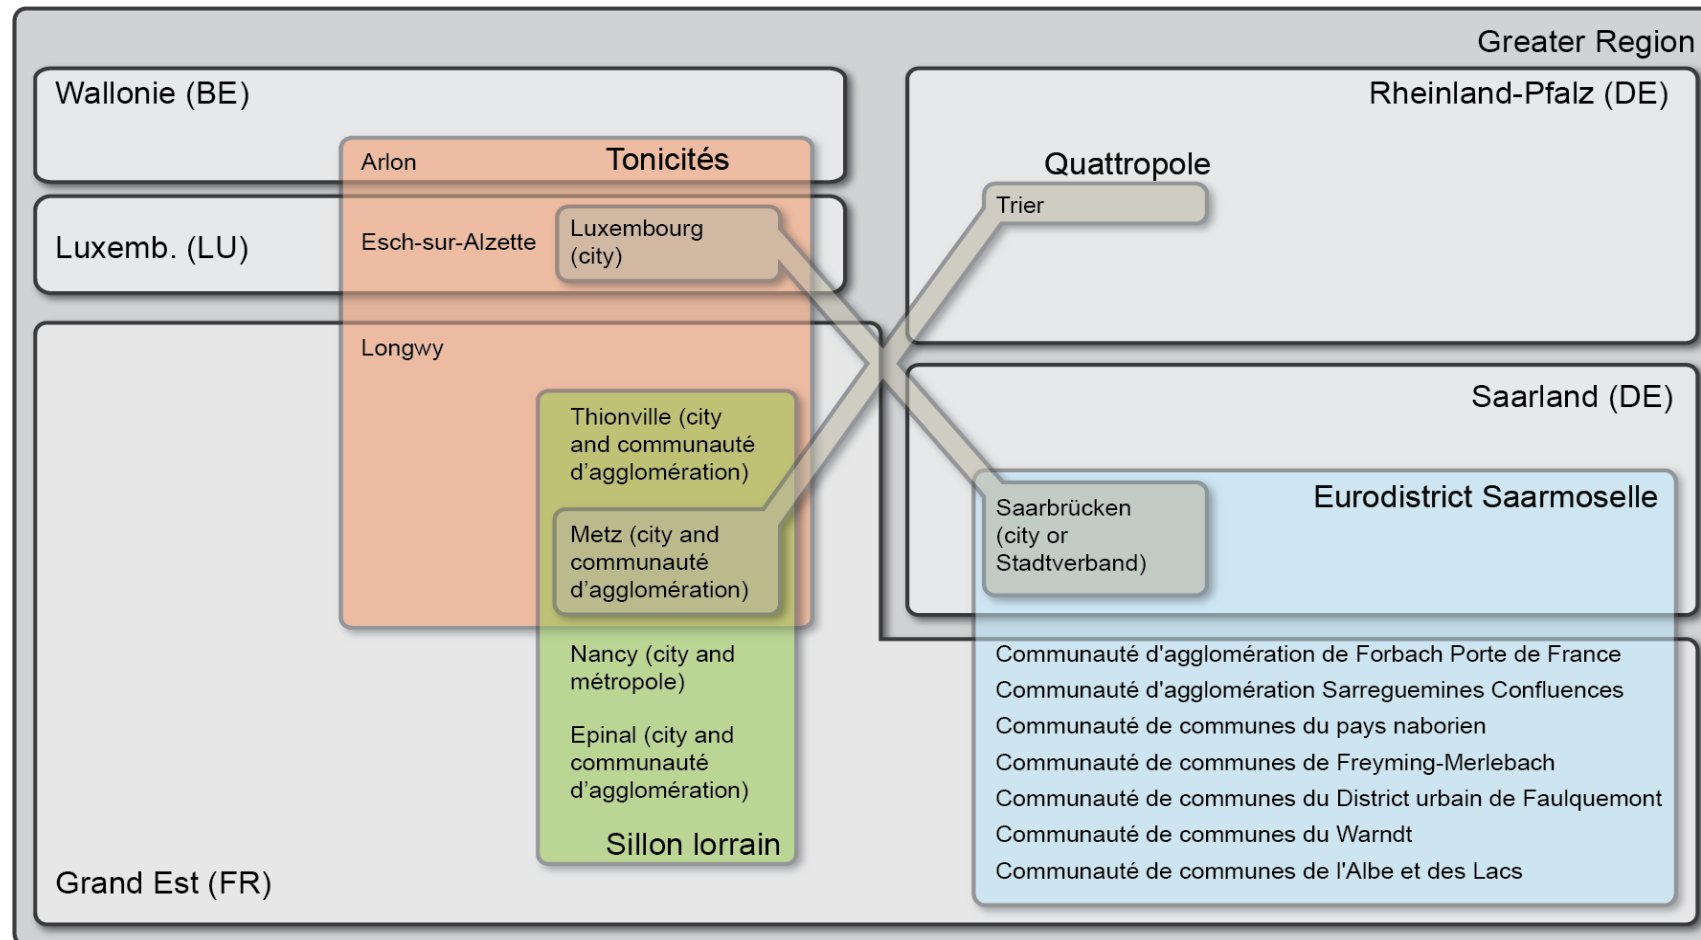 Greater Region
Wallonie (BE)
Rheinland-Pfalz (DE)
Arlon
Tonicités
Quattropole
Trier
Luxemb. (LU)
Esch-sur-Alzette
Luxembourg
(city)
Longwy
Thionville (city
and communauté
d'agglomération)
Saarland (DE)
Metz (city and
communauté
d'agglomération)
Saarbrücken
(city or
Stadtverband)
Eurodistrict Saarmoselle
Nancy (city and
métropole)
Epinal (city and
communauté
d'agglomération)
Sillon lorrain
Grand Est (FR)
Communauté d'agglomération de Forbach Porte de France
Communauté d'agglomération Sarreguemines Confluences
Communauté de communes du pays naborien
Communauté de communes de Freyming-Merlebach
Communauté de communes du District urbain de Faulquemont
Communauté de communes du Warndt
Communauté de communes de l'Albe et des Lacs